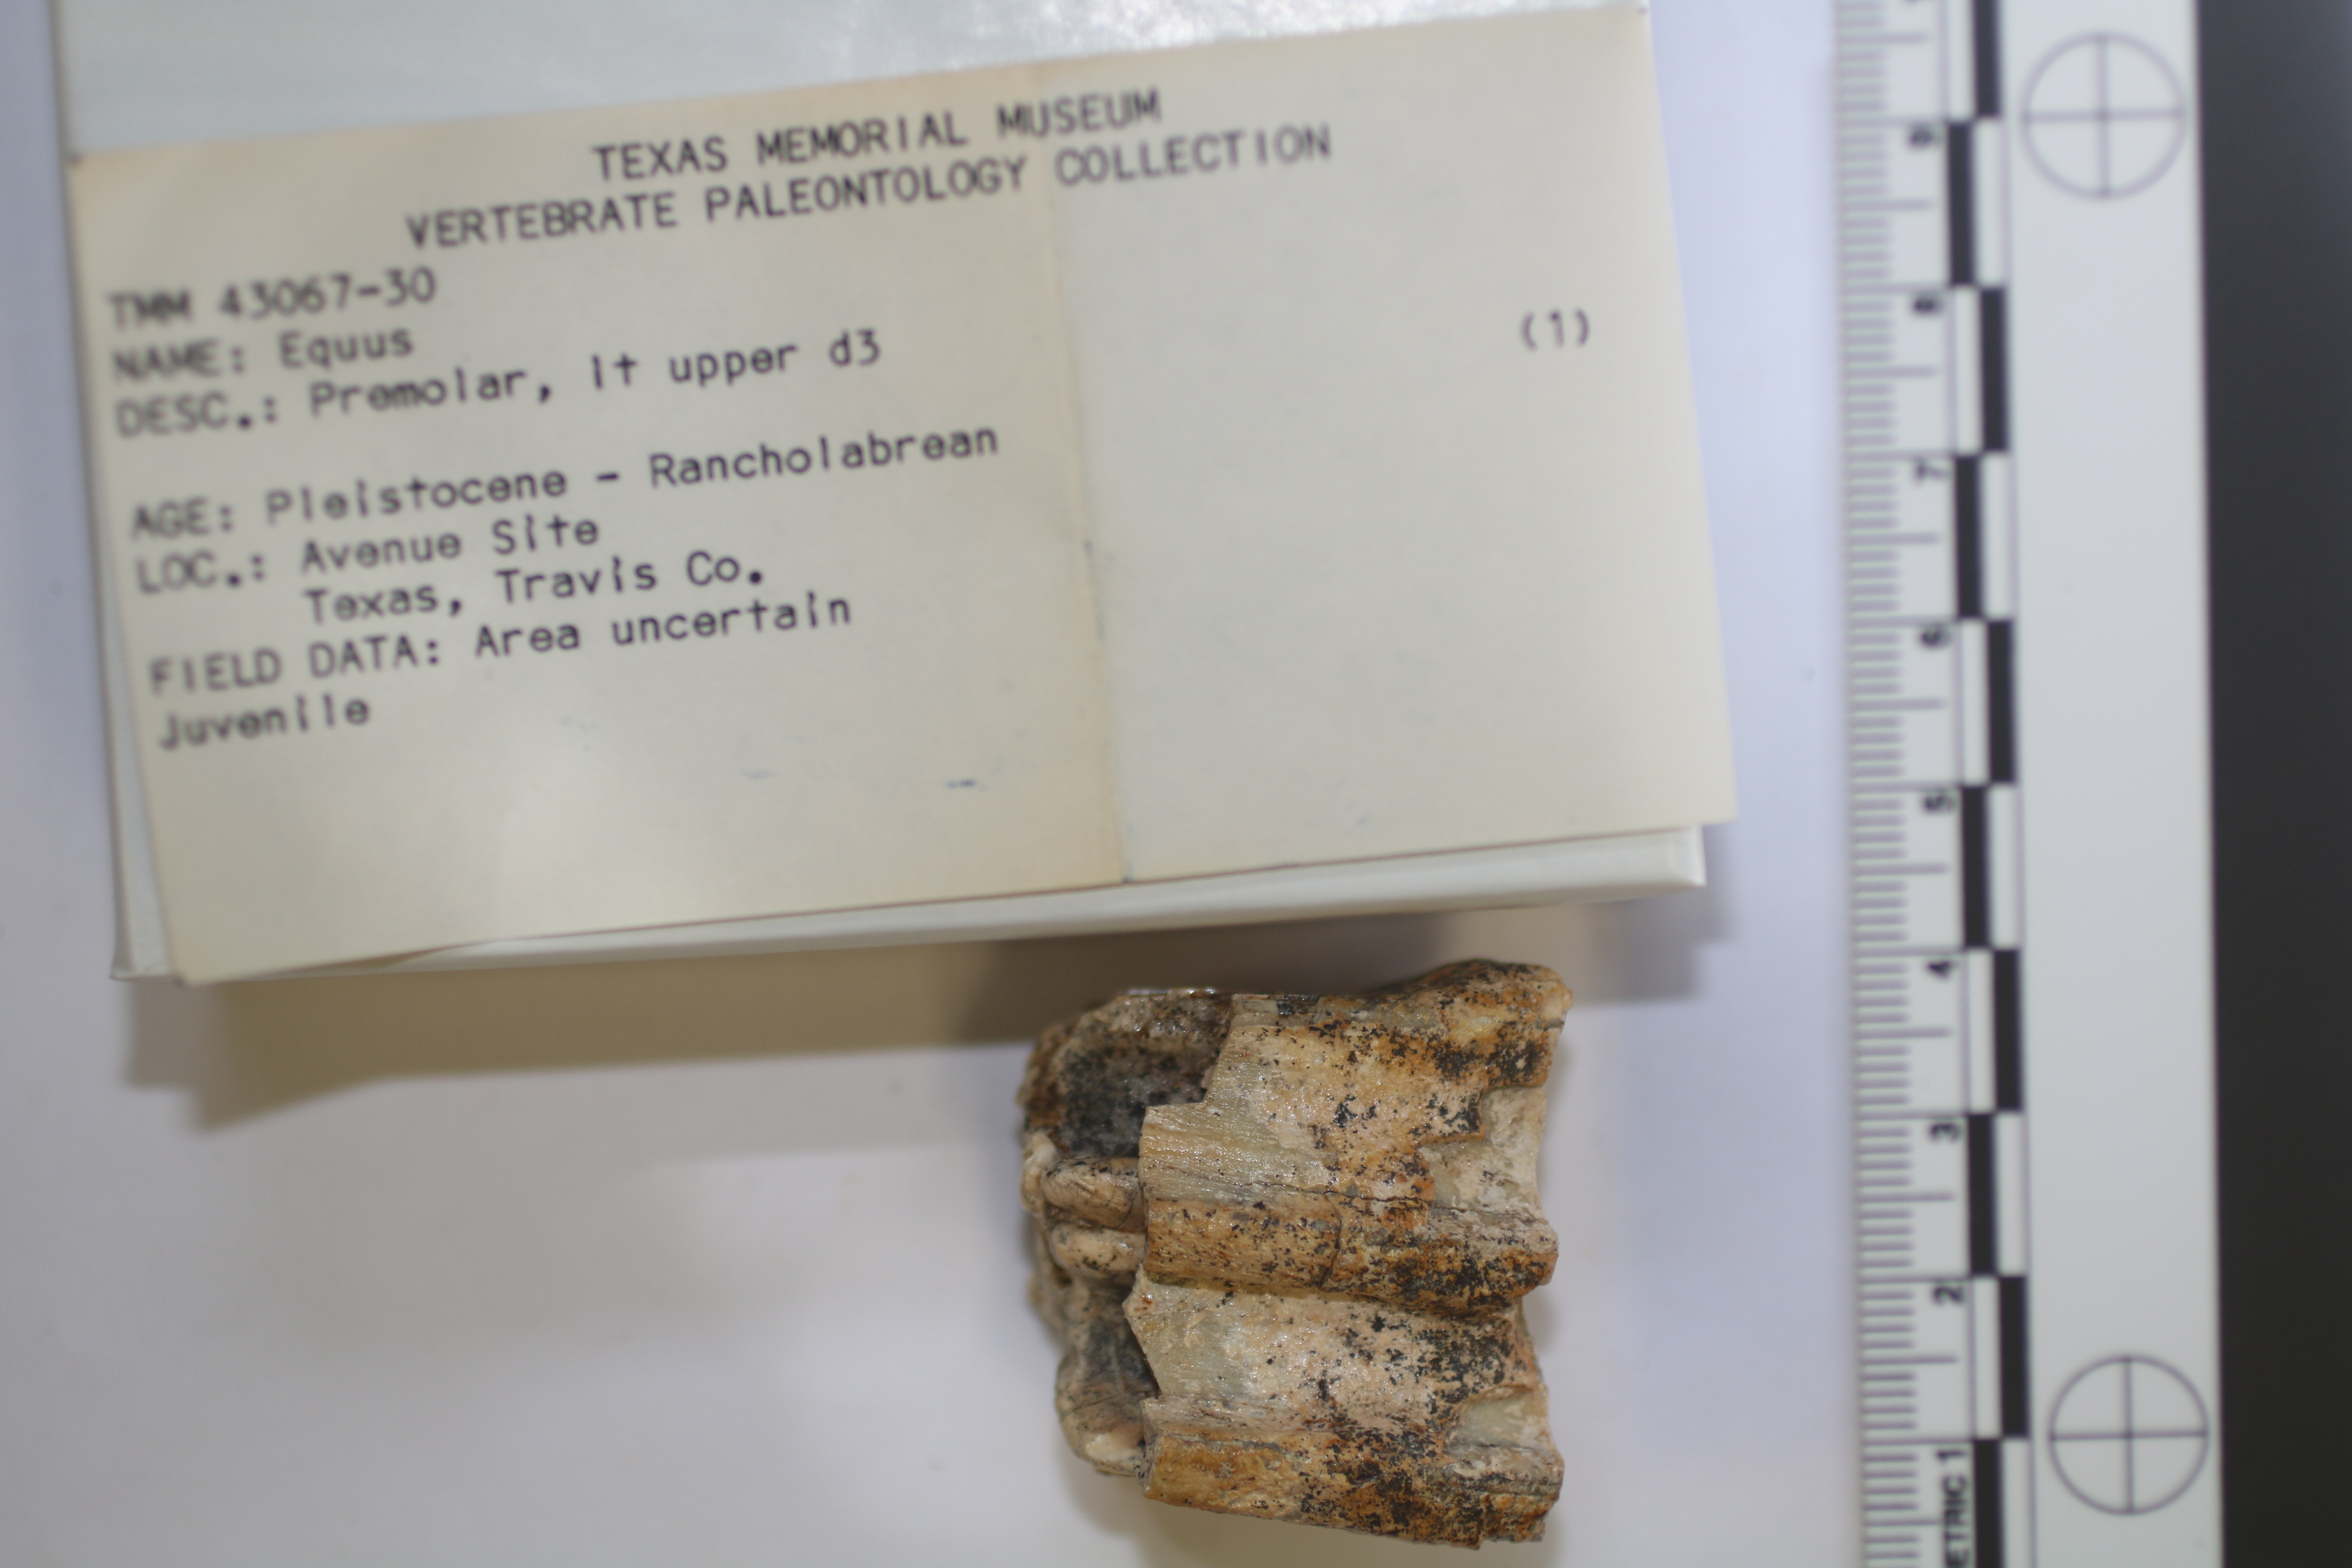 TEXAS MEMORIAL MUSEUM
VERTEBRATE PALEONTOLOGY COLLECTION
TMM 43067-30
NAME: Equus
DESC.: Premolar, lt upper d3 (1)
AGE: Pleistocene - Rancholabrean
LOC.: Avenue Site
Texas, Travis Co.
FIELD DATA: Area uncertain
Juvenile
ETRIC 1 2 3 4 5 6 7 8 9